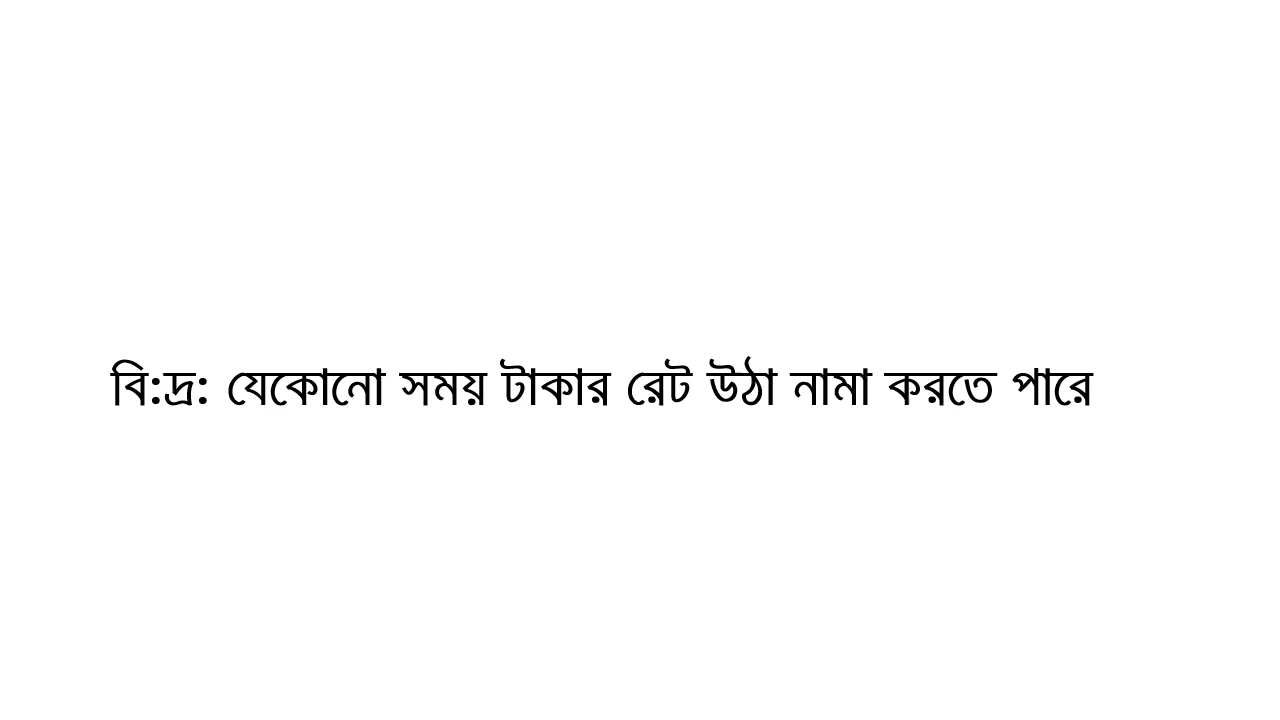 বি:দ্র: যেকোনো সময় টাকার রেট উঠা নামা করতে পারে